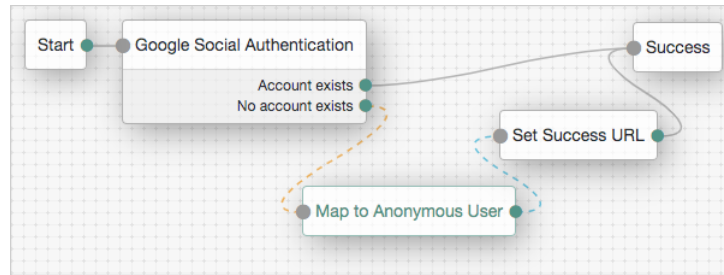 Start
Google Social Authentication
Success
Account exists
No account exists
Set Success URL
Map to Anonymous User